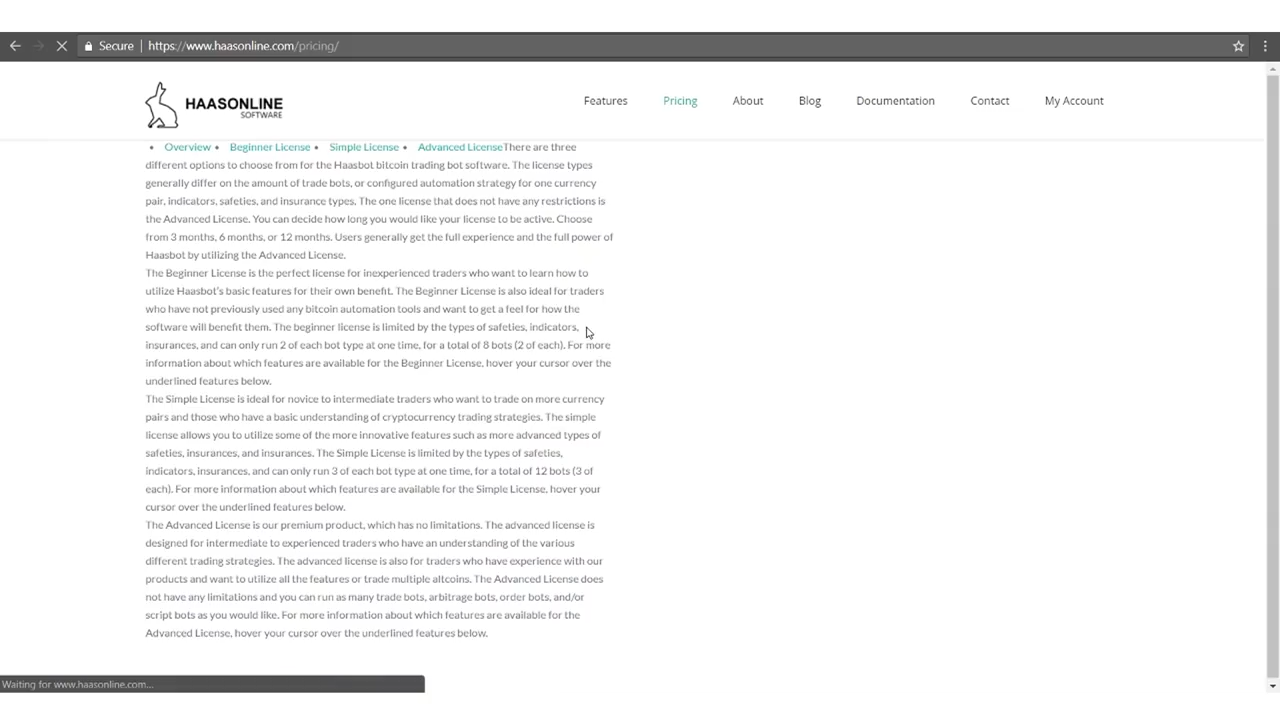 Secure | https://www.haasonline.com/pricing/
HAASONLINE
SOFTWARE
Features Pricing About Blog Documentation Contact My Account
• Overview • Beginner License • Simple License • Advanced LicenseThere are three
different options to choose from for the Haasbot bitcoin trading bot software. The license types
generally differ on the amount of trade bots, or configured automation strategy for one currency
pair, indicators, safeties, and insurance types. The one license that does not have any restrictions is
the Advanced License. You can decide how long you would like your license to be active. Choose
from 3 months, 6 months, or 12 months. Users generally get the full experience and the full power of
Haasbot by utilizing the Advanced License.
The Beginner License is the perfect license for inexperienced traders who want to learn how to
utilize Haasbot's basic features for their own benefit. The Beginner License is also ideal for traders
who have not previously used any bitcoin automation tools and want to get a feel for how the
software will benefit them. The beginner license is limited by the types of safeties, indicators,
insurances, and can only run 2 of each bot type at one time, for a total of 8 bots (2 of each). For more
information about which features are available for the Beginner License, hover your cursor over the
underlined features below.
The Simple License is ideal for novice to intermediate traders who want to trade on more currency
pairs and those who have a basic understanding of cryptocurrency trading strategies. The simple
license allows you to utilize some of the more innovative features such as more advanced types of
safeties, insurances, and insurances. The Simple License is limited by the types of safeties,
indicators, insurances, and can only run 3 of each bot type at one time, for a total of 12 bots (3 of
each). For more information about which features are available for the Simple License, hover your
cursor over the underlined features below.
The Advanced License is our premium product, which has no limitations. The advanced license is
designed for intermediate to experienced traders who have an understanding of the various
different trading strategies. The advanced license is also for traders who have experience with our
products and want to utilize all the features or trade multiple altcoins. The Advanced License does
not have any limitations and you can run as many trade bots, arbitrage bots, order bots, and/or
script bots as you would like. For more information about which features are available for the
Advanced License, hover your cursor over the underlined features below.
Waiting for www.haasonline.com...